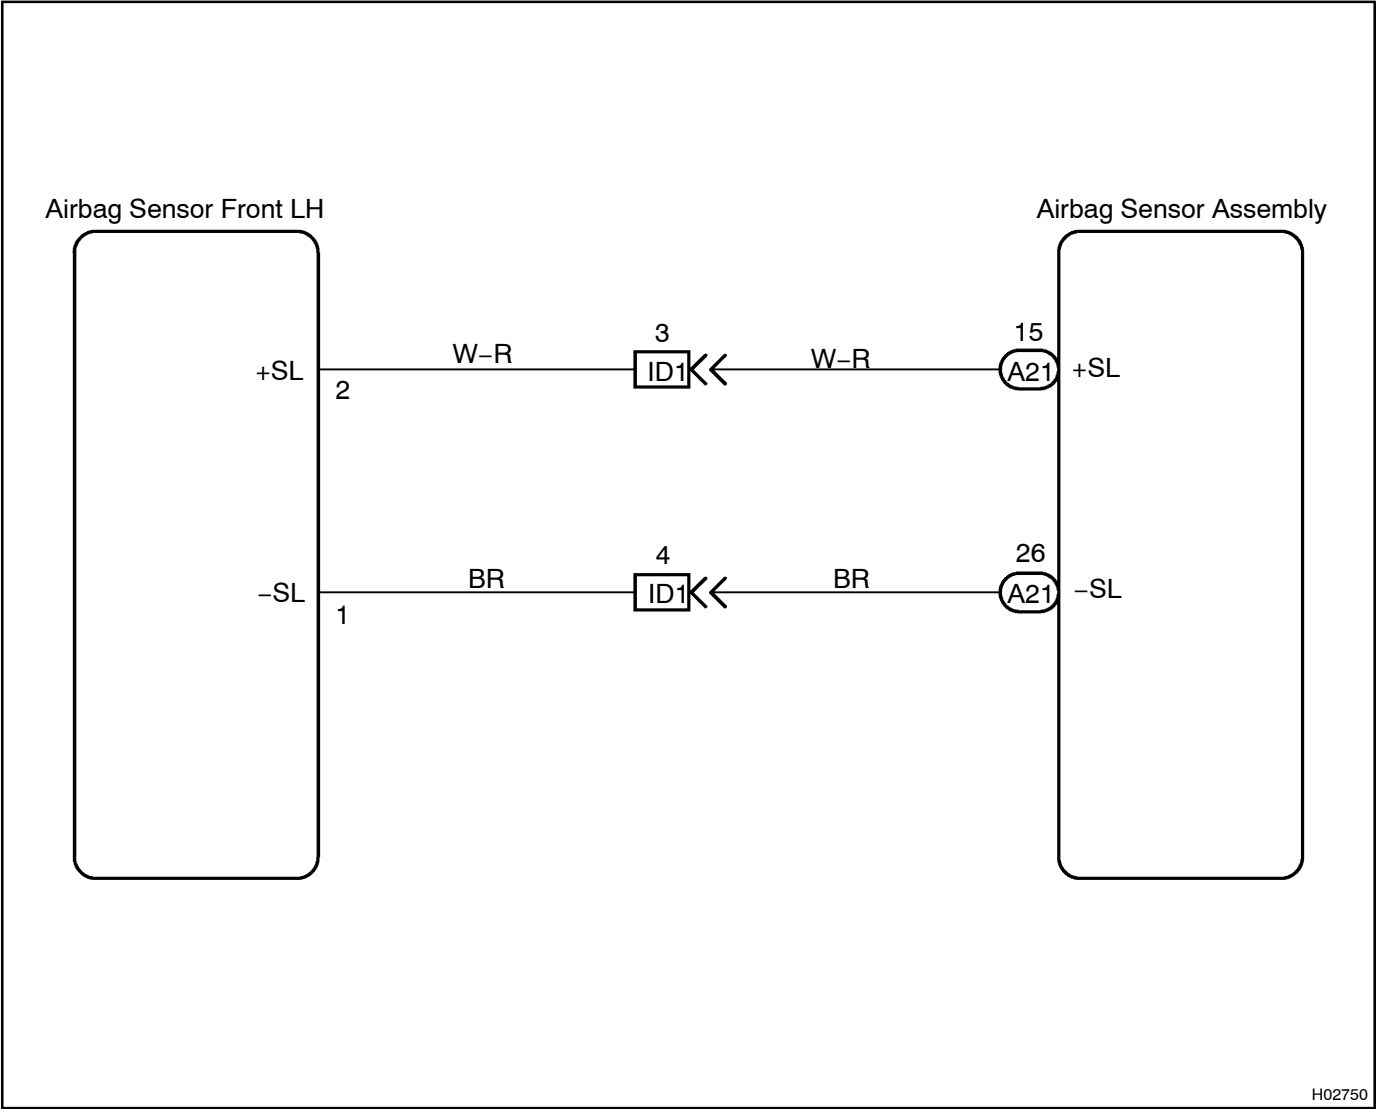 Airbag Sensor Front LH
Airbag Sensor Assembly
+SL
2
W−R
3
ID1
W−R
15
A21
+SL
−SL
1
BR
4
ID1
BR
26
A21
−SL
H02750